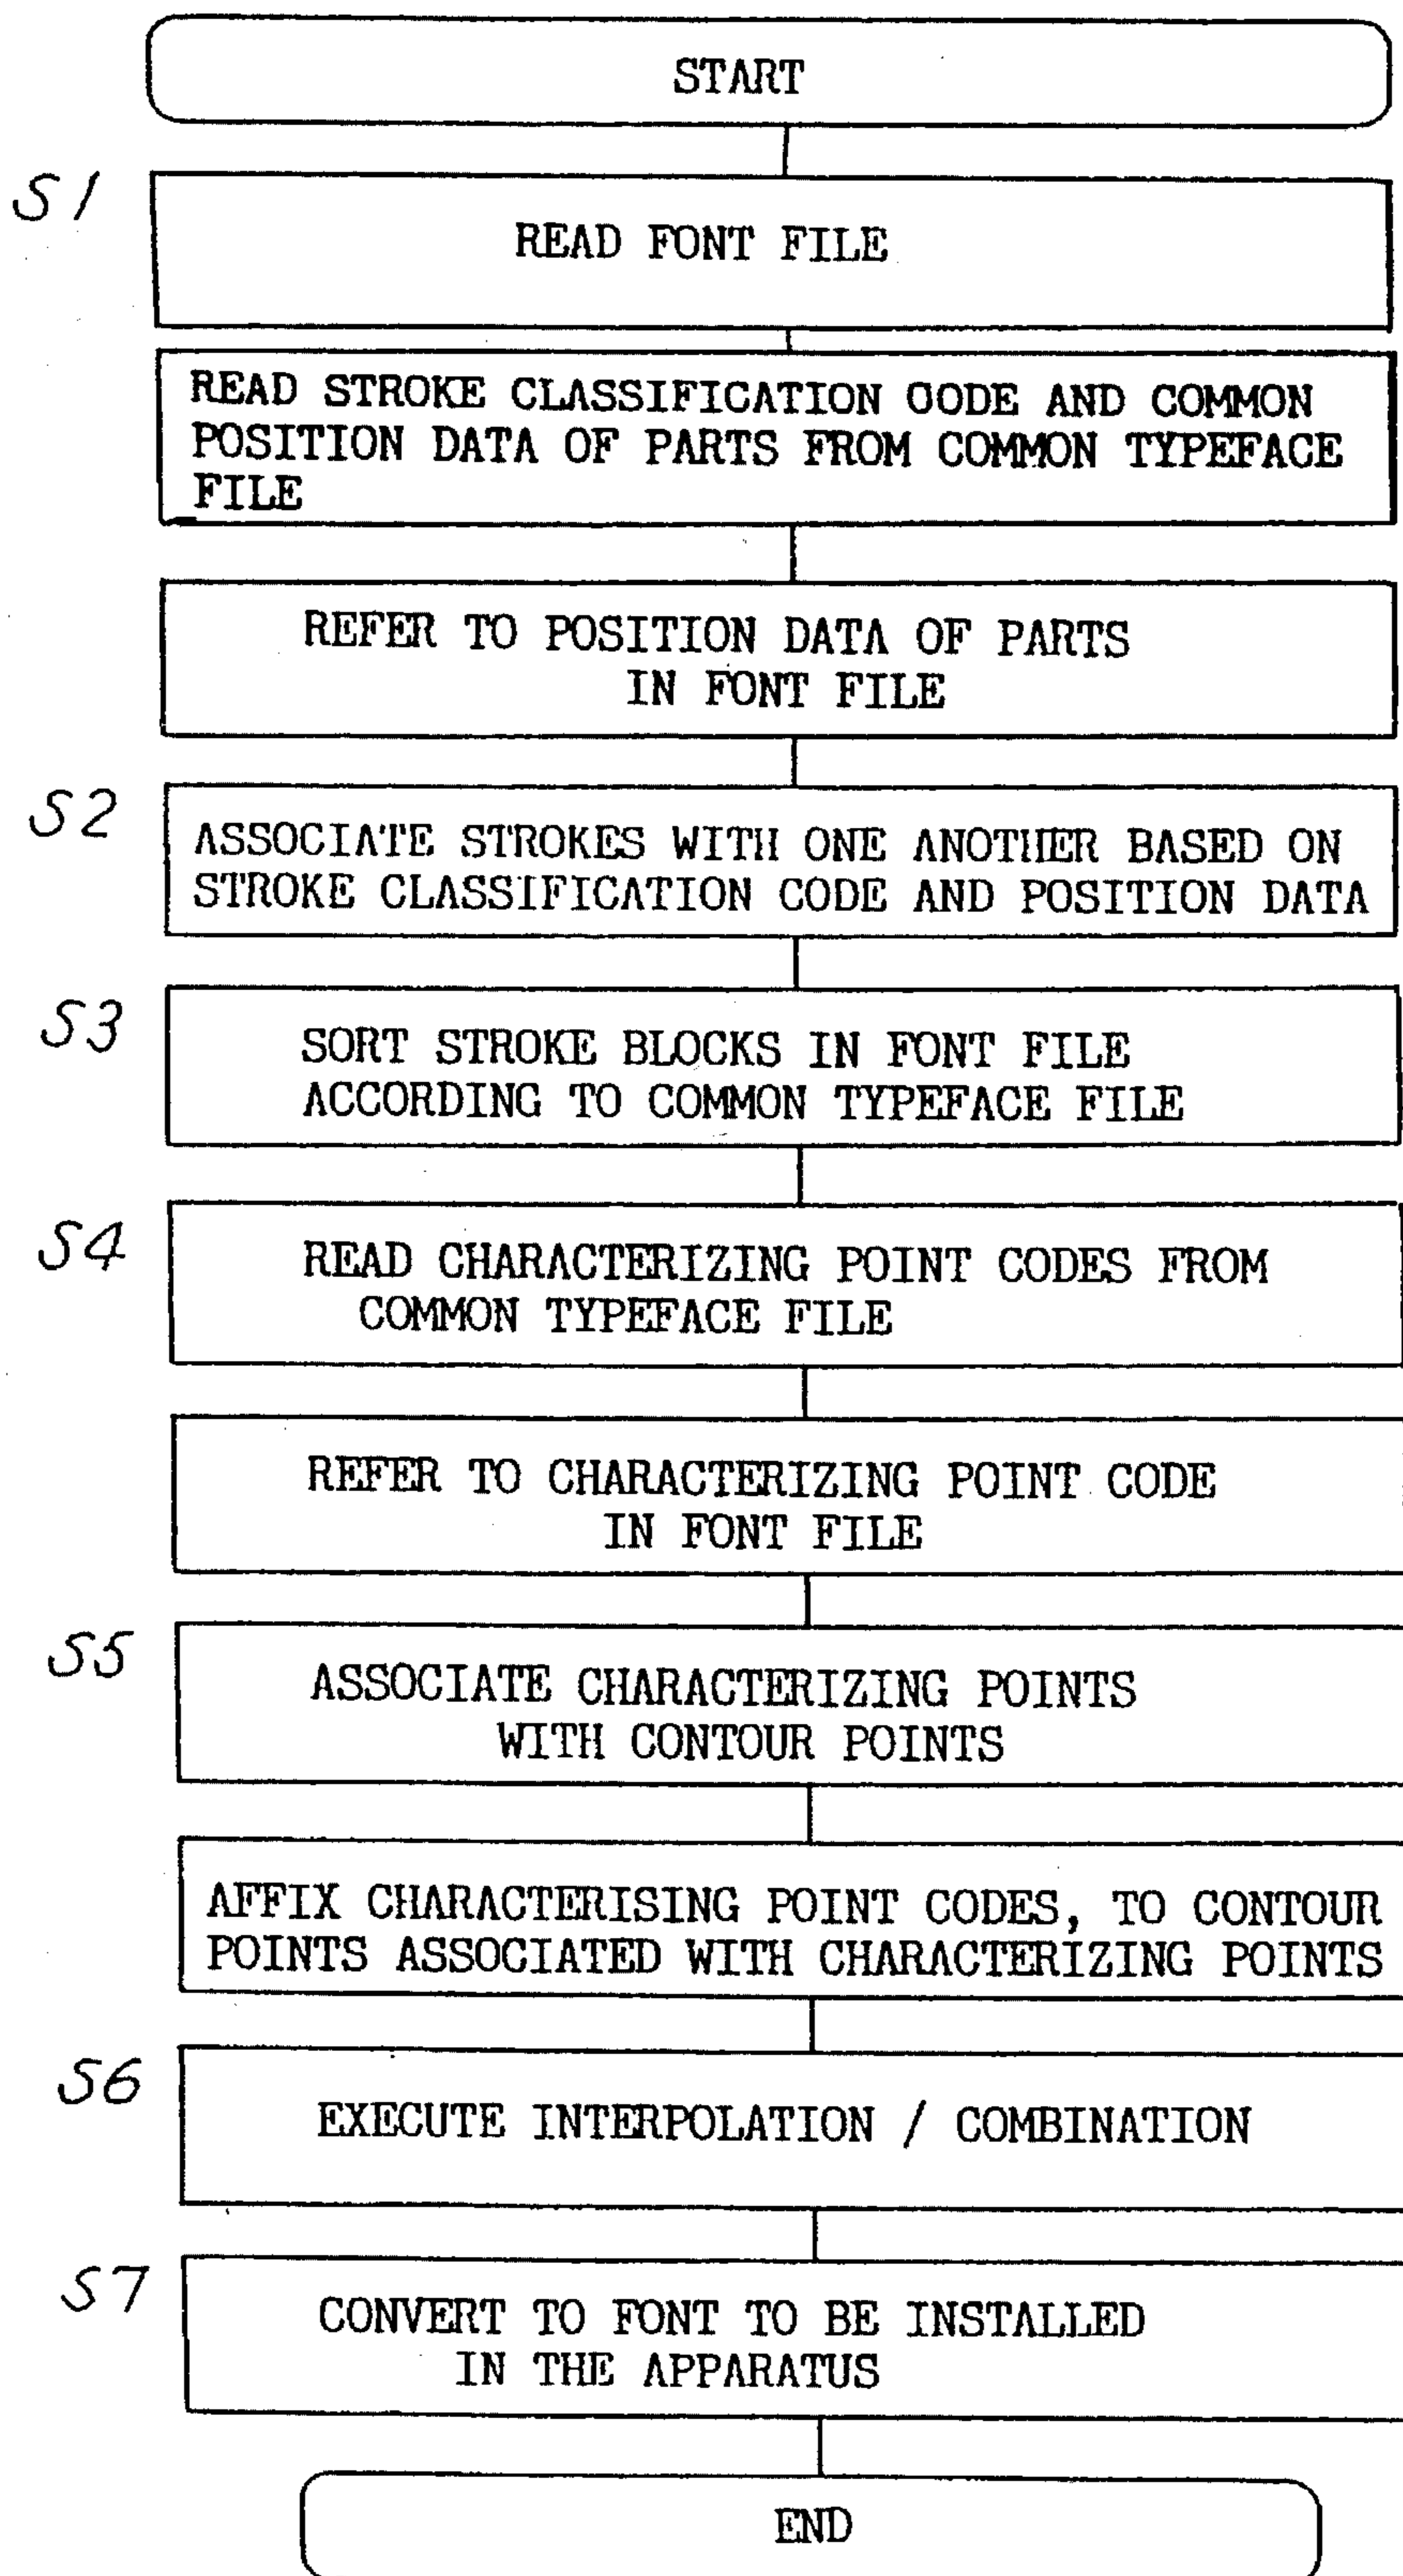 START
S1
READ FONT FILE
READ STROKE CLASSIFICATION CODE AND COMMON
POSITION DATA OF PARTS FROM COMMON TYPEFACE
FILE
REFER TO POSITION DATA OF PARTS
IN FONT FILE
S2
ASSOCIATE STROKES WITH ONE ANOTHER BASED ON
STROKE CLASSIFICATION CODE AND POSITION DATA
S3
SORT STROKE BLOCKS IN FONT FILE
ACCORDING TO COMMON TYPEFACE FILE
S4
READ CHARACTERIZING POINT CODES FROM
COMMON TYPEFACE FILE
REFER TO CHARACTERIZING POINT CODE
IN FONT FILE
S5
ASSOCIATE CHARACTERIZING POINTS
WITH CONTOUR POINTS
AFFIX CHARACTERISING POINT CODES, TO CONTOUR
POINTS ASSOCIATED WITH CHARACTERIZING POINTS
S6
EXECUTE INTERPOLATION / COMBINATION
S7
CONVERT TO FONT TO BE INSTALLED
IN THE APPARATUS
END